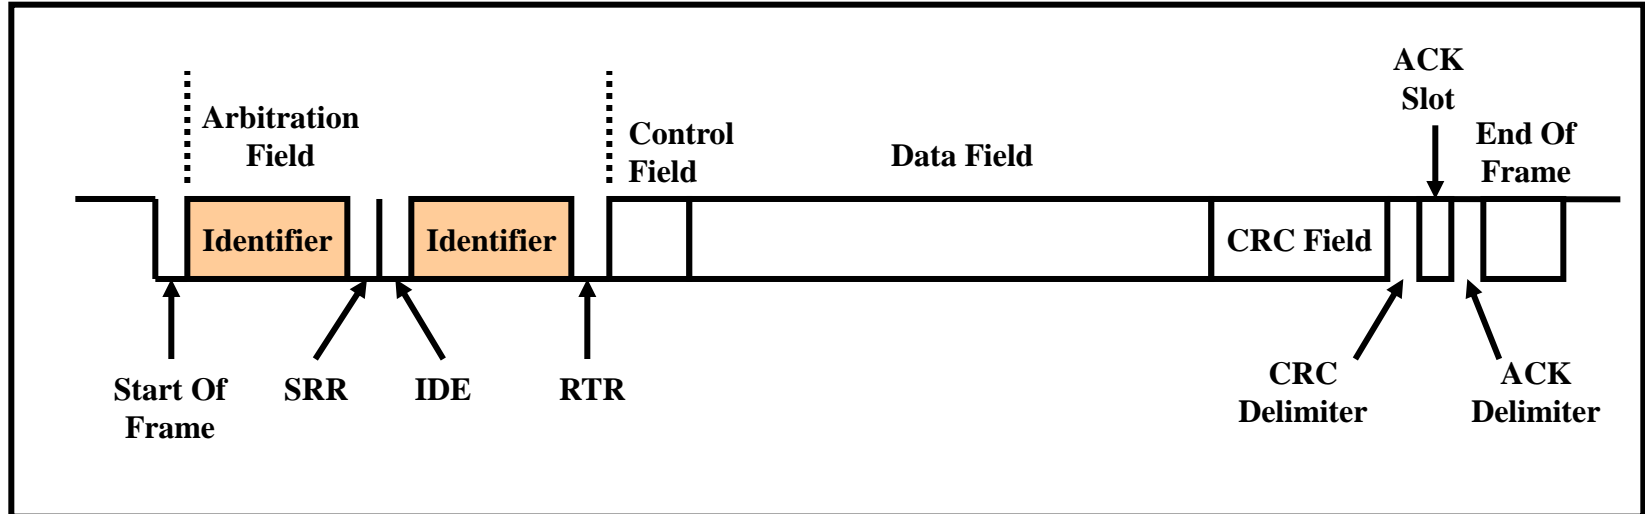 ACK
Slot
Arbitration
Field
Control
Field
Data Field
End Of
Frame
Identifier
Identifier
CRC Field
Start Of
Frame
SRR
IDE
RTR
CRC
Delimiter
ACK
Delimiter